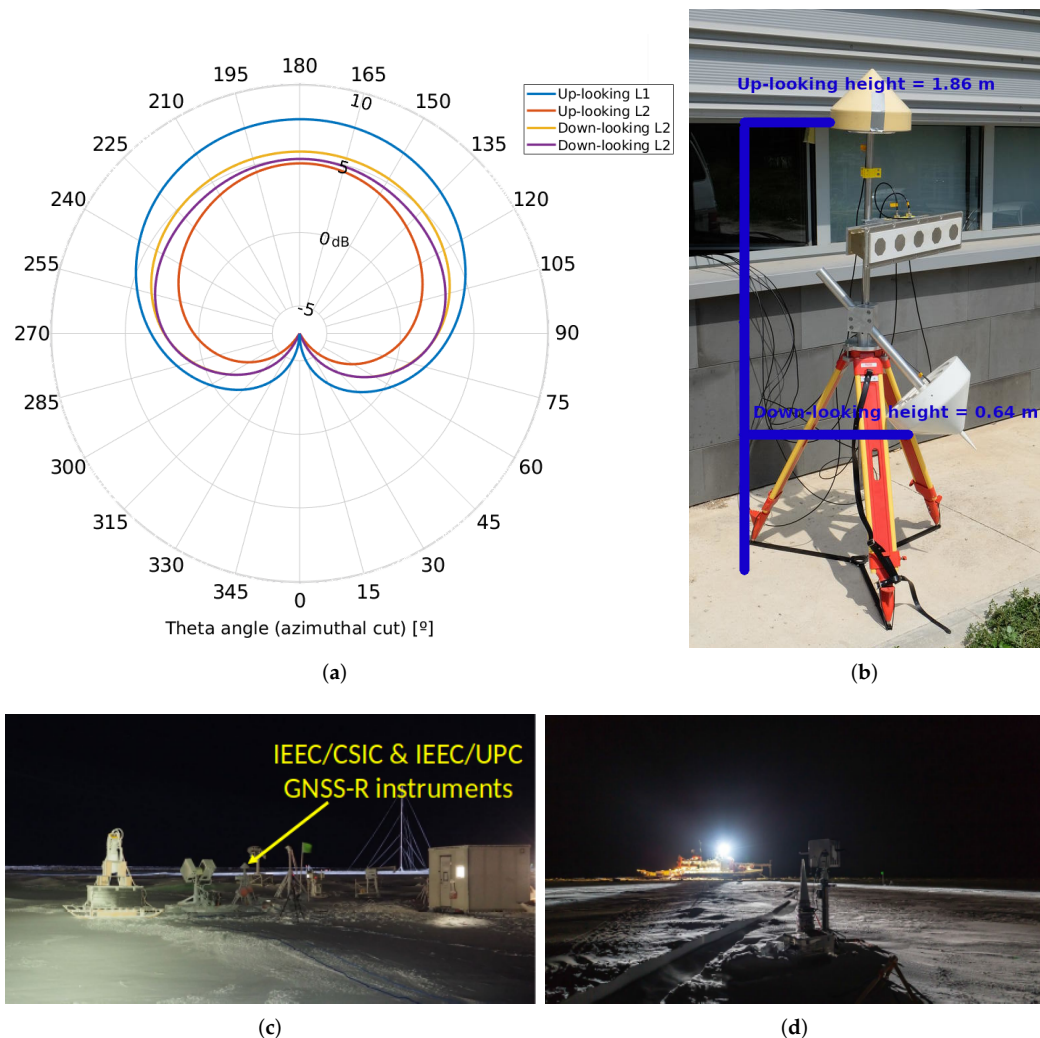 180
195
165
210
10
150
225
135
240
5
120
255
0 dB
105
-5
270
90
285
75
300
60
315
45
330
30
345
15
0
Theta angle (azimuthal cut) [º]
Up-looking L1
Up-looking L2
Down-looking L2
Down-looking L2
(a)
Up-looking height = 1.86 m
Down-looking height = 0.64 m
(b)
IEEC/CSIC & IEEC/UPC
GNSS-R instruments
(c)
(d)